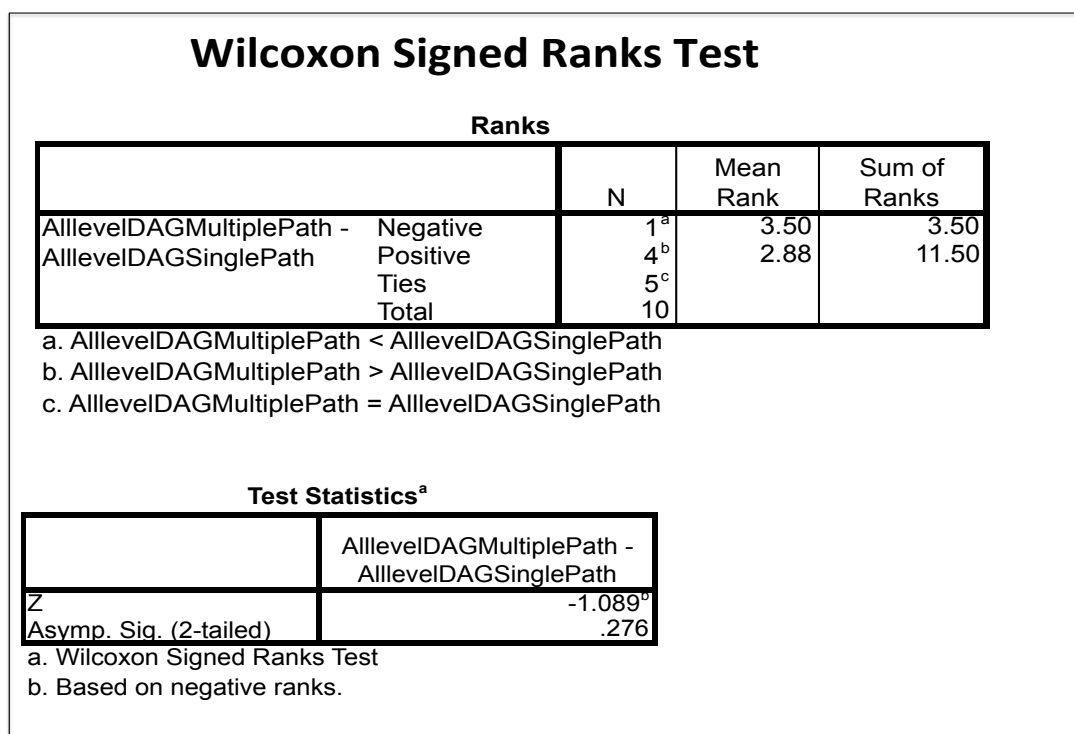 Wilcoxon Signed Ranks Test
Ranks
N Mean Rank Sum of Ranks
AlllevelDAGMultiplePath - AlllevelDAGSinglePath Negative 1a 3.50 3.50
Positive 4b 2.88 11.50
Ties 5c
Total 10
a. AlllevelDAGMultiplePath < AlllevelDAGSinglePath
b. AlllevelDAGMultiplePath > AlllevelDAGSinglePath
c. AlllevelDAGMultiplePath = AlllevelDAGSinglePath
Test Statisticsa
AlllevelDAGMultiplePath - AlllevelDAGSinglePath
Z -1.089b
Asymp. Sig. (2-tailed) .276
a. Wilcoxon Signed Ranks Test
b. Based on negative ranks.